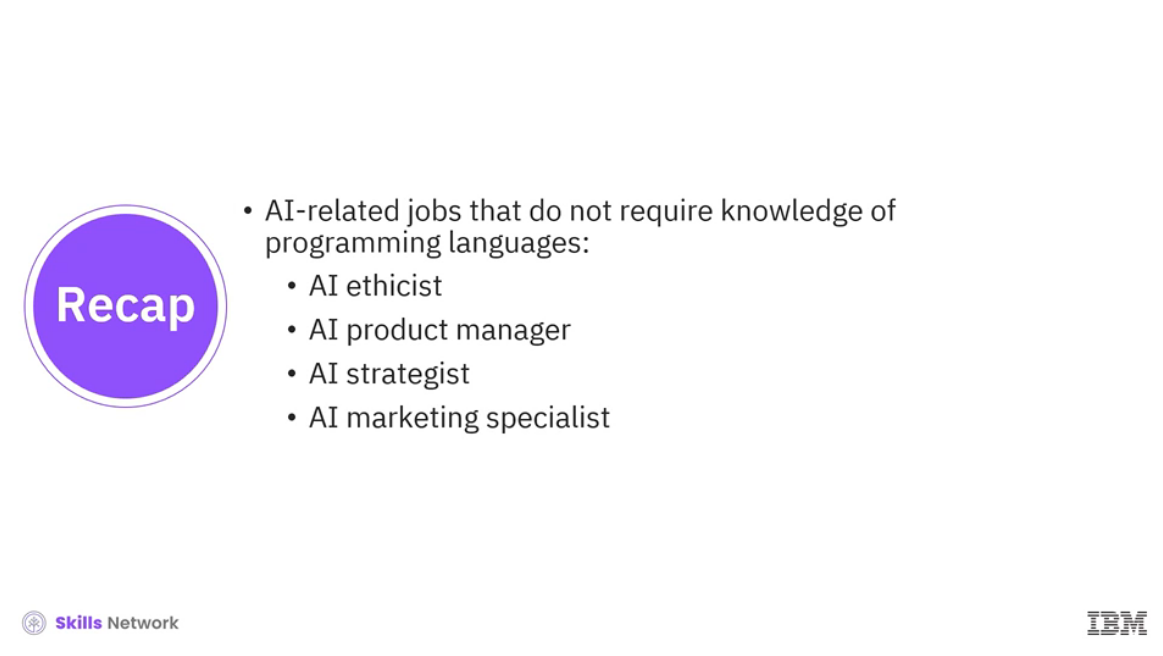 Recap
• AI-related jobs that do not require knowledge of
programming languages:
• AI ethicist
• AI product manager
• AI strategist
• AI marketing specialist
Skills Network
IBM